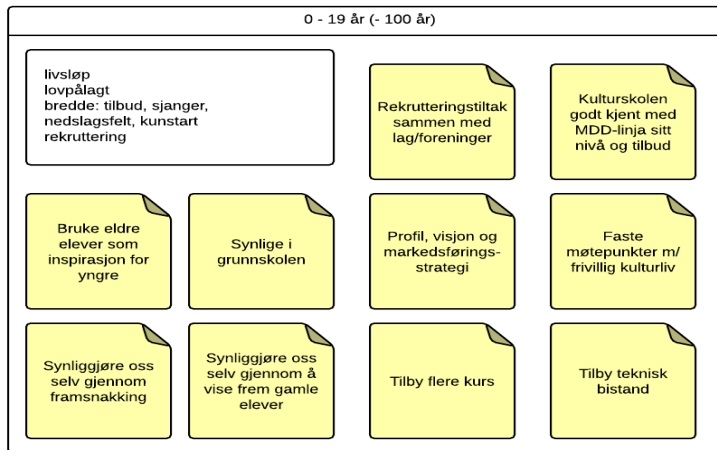 0 - 19 år (- 100 år)
livsløp
lovpålagt
bredde: tilbud, sjanger,
nedslagsfelt, kunstart
rekruttering
Rekrutteringstiltak
sammen med
lag/foreninger
Kulturskolen
godt kjent med
MDD-linja sitt
nivå og tilbud
Bruke eldre
elever som
inspirasjon for
yngre
Synlige i
grunnskolen
Profil, visjon og
markedsførings-
strategi
Faste
møtepunkter m/
frivillig kulturliv
Synliggjøre oss
selv gjennom
framsnakking
Synliggjøre oss
selv gjennom å
vise frem gamle
elever
Tilby flere kurs
Tilby teknisk
bistand